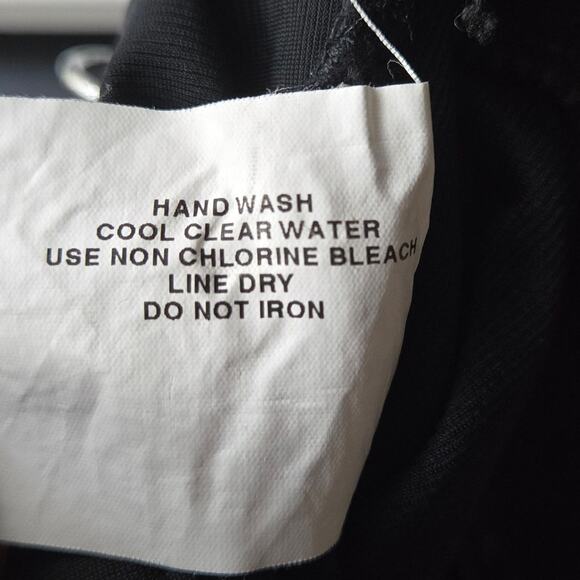 HAND WASH
COOL CLEAR WATER
USE NON CHLORINE BLEACH
LINE DRY
DO NOT IRON